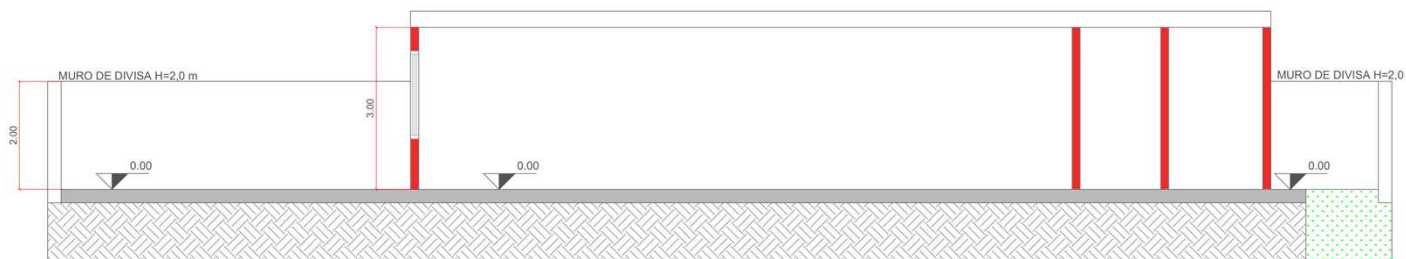 MURO DE DIVISA H=2,0 m
MURO DE DIVISA H=2,0
2.00
3.00
0.00
0.00
0.00